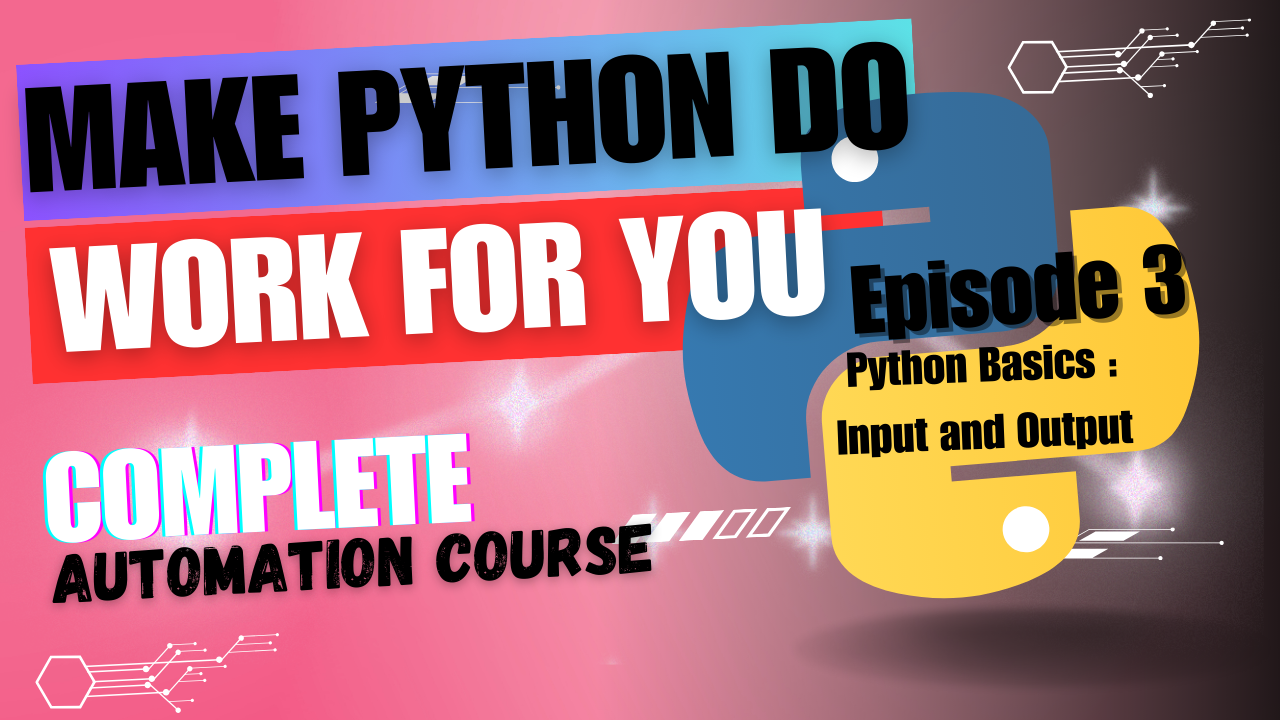 MAKE PYTHON DO
WORK FOR YOU
Episode 3
Python Basics :
Input and Output
COMPLETE
AUTOMATION COURSE